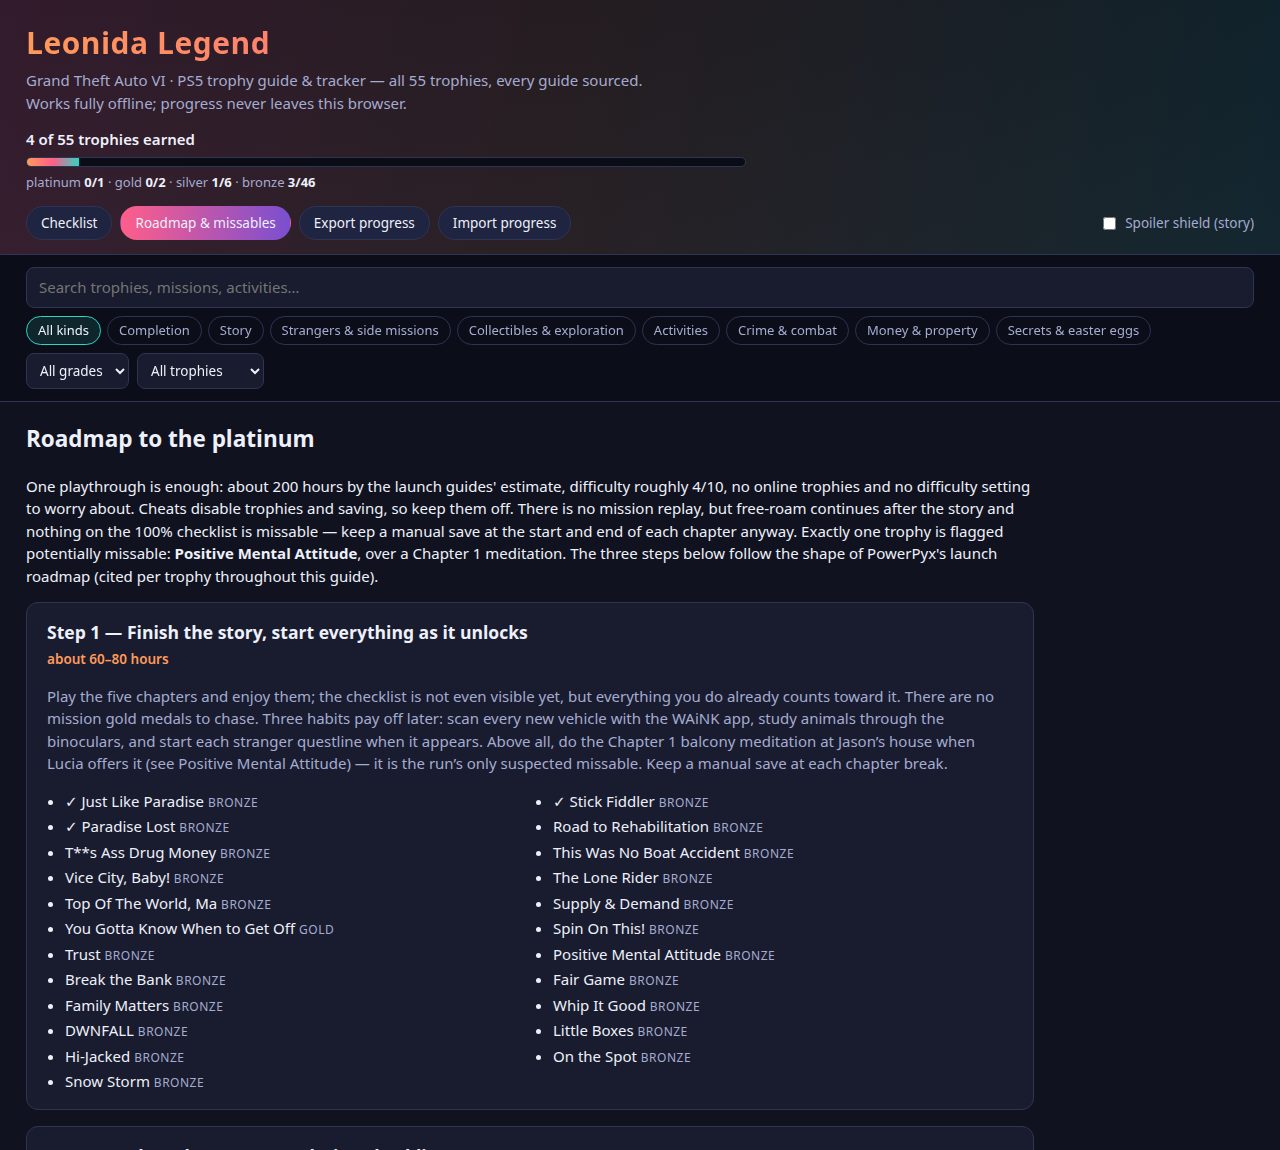 Leonida Legend
Grand Theft Auto VI · PS5 trophy guide & tracker — all 55 trophies, every guide sourced.
Works fully offline; progress never leaves this browser.
4 of 55 trophies earned
platinum 0/1 · gold 0/2 · silver 1/6 · bronze 3/46
Checklist
Roadmap & missables
Export progress
Import progress
Spoiler shield (story)
Search trophies, missions, activities…
All kinds
Completion
Story
Strangers & side missions
Collectibles & exploration
Activities
Crime & combat
Money & property
Secrets & easter eggs
All grades
All trophies
Roadmap to the platinum
One playthrough is enough: about 200 hours by the launch guides' estimate, difficulty roughly 4/10, no online trophies and no difficulty setting
to worry about. Cheats disable trophies and saving, so keep them off. There is no mission replay, but free-roam continues after the story and
nothing on the 100% checklist is missable — keep a manual save at the start and end of each chapter anyway. Exactly one trophy is flagged
potentially missable: Positive Mental Attitude, over a Chapter 1 meditation. The three steps below follow the shape of PowerPyx's launch
roadmap (cited per trophy throughout this guide).
Step 1 — Finish the story, start everything as it unlocks
about 60–80 hours
Play the five chapters and enjoy them; the checklist is not even visible yet, but everything you do already counts toward it. There are no
mission gold medals to chase. Three habits pay off later: scan every new vehicle with the WAiNK app, study animals through the
binoculars, and start each stranger questline when it appears. Above all, do the Chapter 1 balcony meditation at Jason’s house when
Lucia offers it (see Positive Mental Attitude) — it is the run’s only suspected missable. Keep a manual save at each chapter break.
• ✓ Just Like Paradise BRONZE
• ✓ Paradise Lost BRONZE
• T**s Ass Drug Money BRONZE
• Vice City, Baby! BRONZE
• Top Of The World, Ma BRONZE
• You Gotta Know When to Get Off GOLD
• Trust BRONZE
• Break the Bank BRONZE
• Family Matters BRONZE
• DWNFALL BRONZE
• Hi-Jacked BRONZE
• Snow Storm BRONZE
• ✓ Stick Fiddler BRONZE
• Road to Rehabilitation BRONZE
• This Was No Boat Accident BRONZE
• The Lone Rider BRONZE
• Supply & Demand BRONZE
• Spin On This! BRONZE
• Positive Mental Attitude BRONZE
• Fair Game BRONZE
• Whip It Good BRONZE
• Little Boxes BRONZE
• On the Spot BRONZE